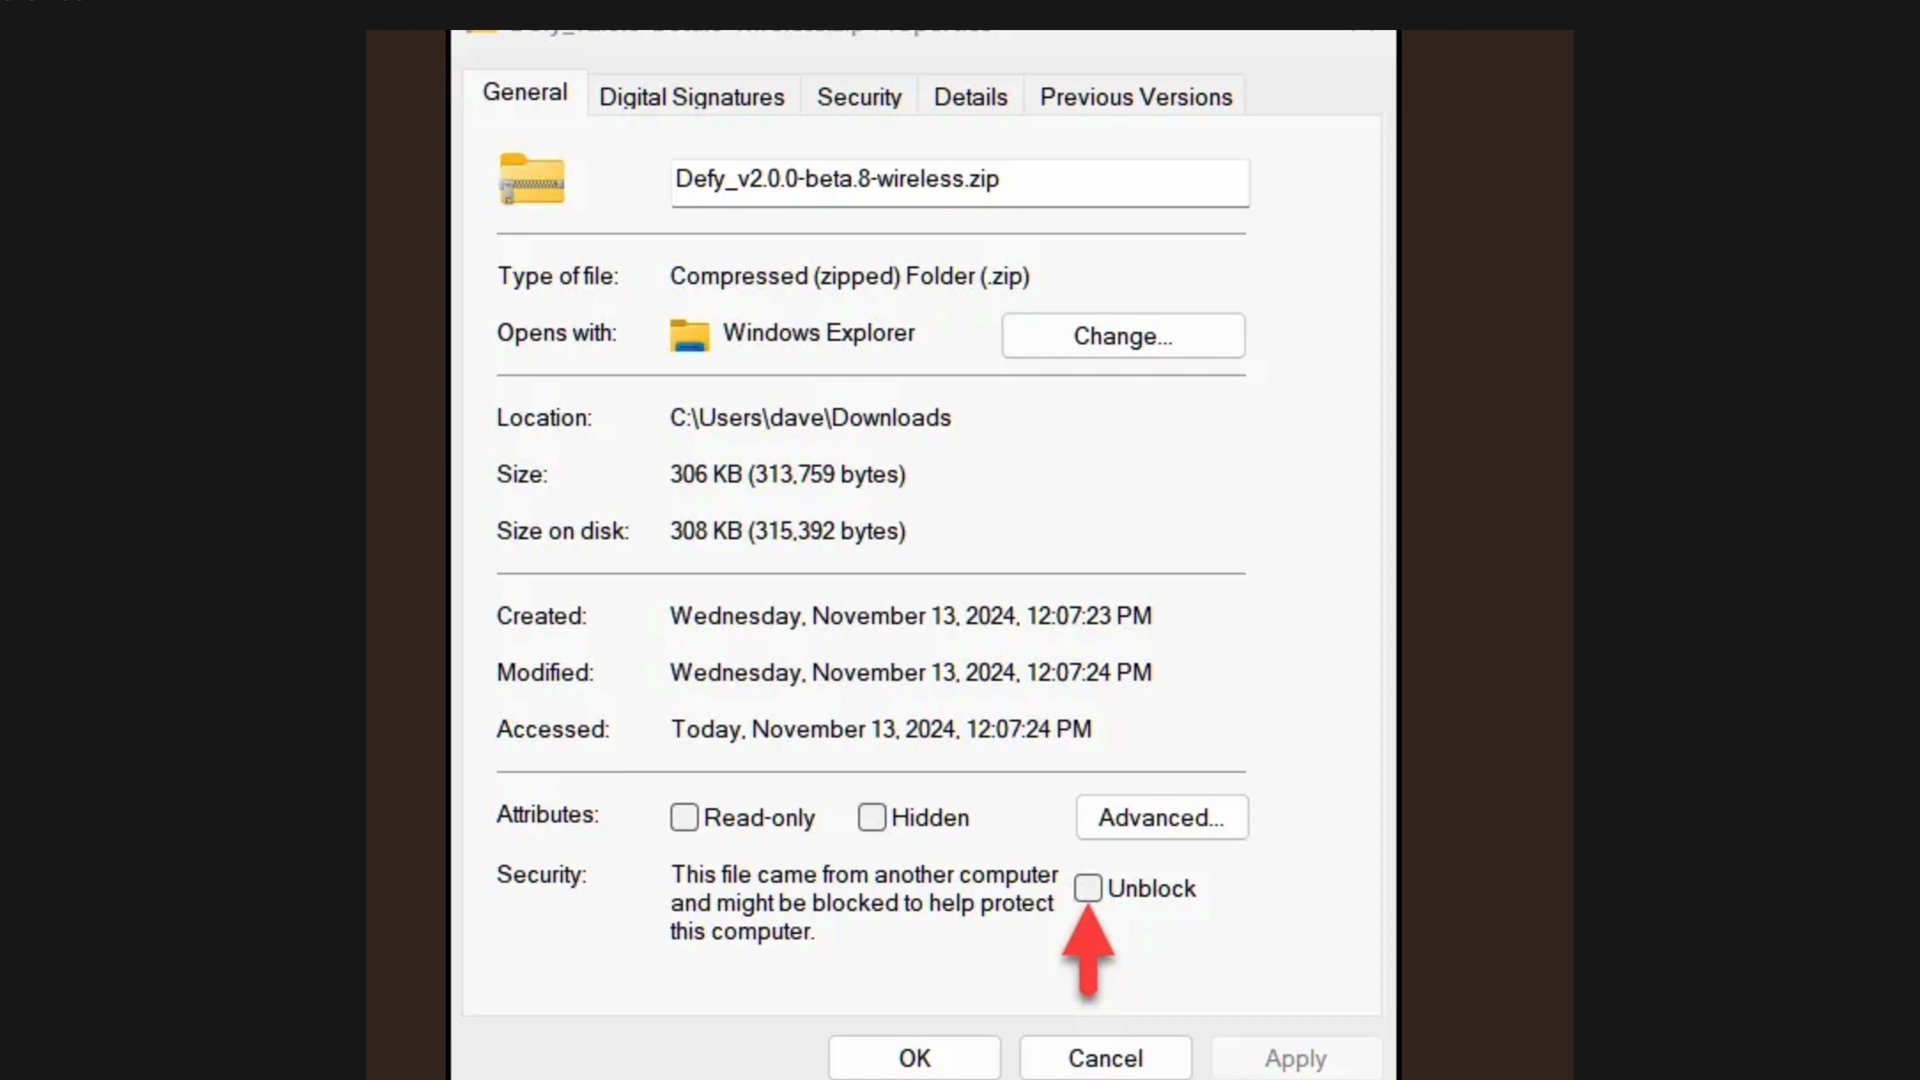 General
Digital Signatures
Security
Details
Previous Versions
Defy_v2.0.0-beta.8-wireless.zip
Type of file: Compressed (zipped) Folder (.zip)
Opens with: Windows Explorer Change...
Location: C:\Users\dave\Downloads
Size: 306 KB (313,759 bytes)
Size on disk: 308 KB (315,392 bytes)
Created: Wednesday, November 13, 2024, 12:07:23 PM
Modified: Wednesday, November 13, 2024, 12:07:24 PM
Accessed: Today, November 13, 2024, 12:07:24 PM
Attributes: Read-only Hidden Advanced...
Security: This file came from another computer
and might be blocked to help protect
this computer.
Unblock
OK Cancel Apply